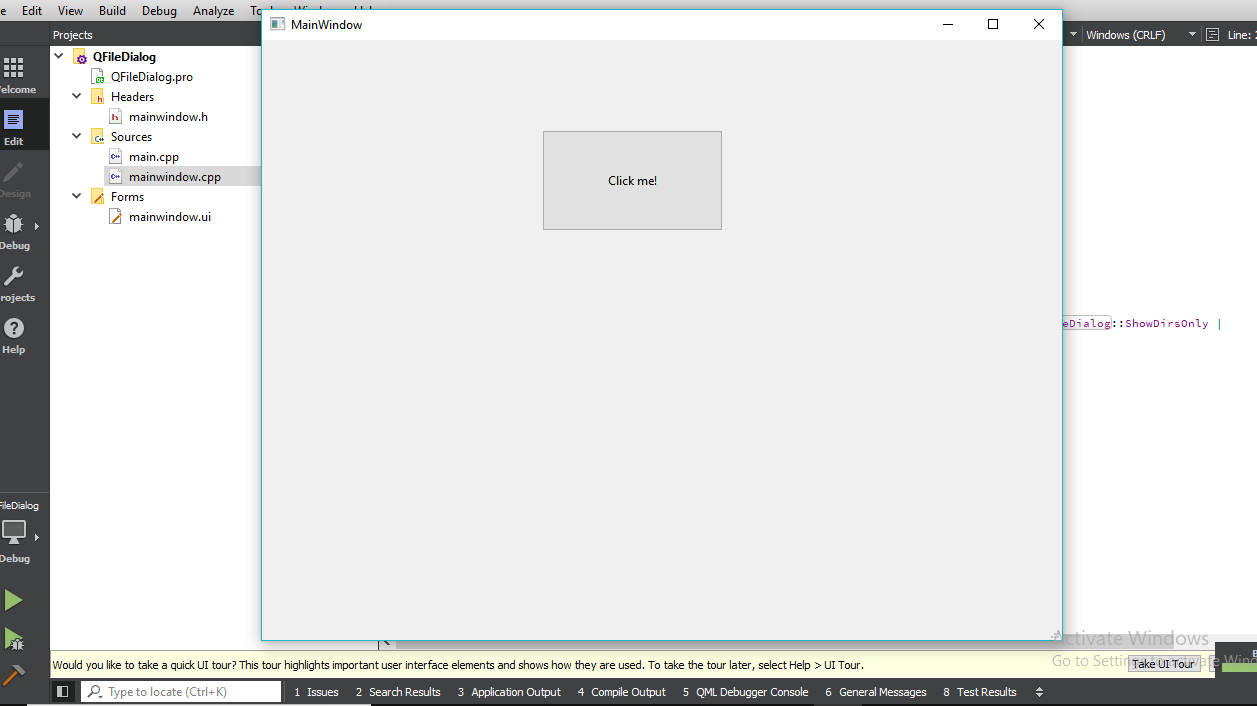 Edit View Build Debug Analyze
MainWindow
Projects
Windows (CRLF)
Line:
QFileDialog
QFileDialog.pro
Headers
mainwindow.h
Sources
main.cpp
mainwindow.cpp
Forms
mainwindow.ui
elcome
Edit
Design
Debug
rojects
Help
Click me!
eDialog::ShowDirsOnly |
FileDialog
Debug
Activate Windows
Go to Settin
Would you like to take a quick UI tour? This tour highlights important user interface elements and shows how they are used. To take the tour later, select Help > UI Tour.
Take UI Tour
Type to locate (Ctrl+K)
1 Issues 2 Search Results 3 Application Output 4 Compile Output 5 QML Debugger Console 6 General Messages 8 Test Results